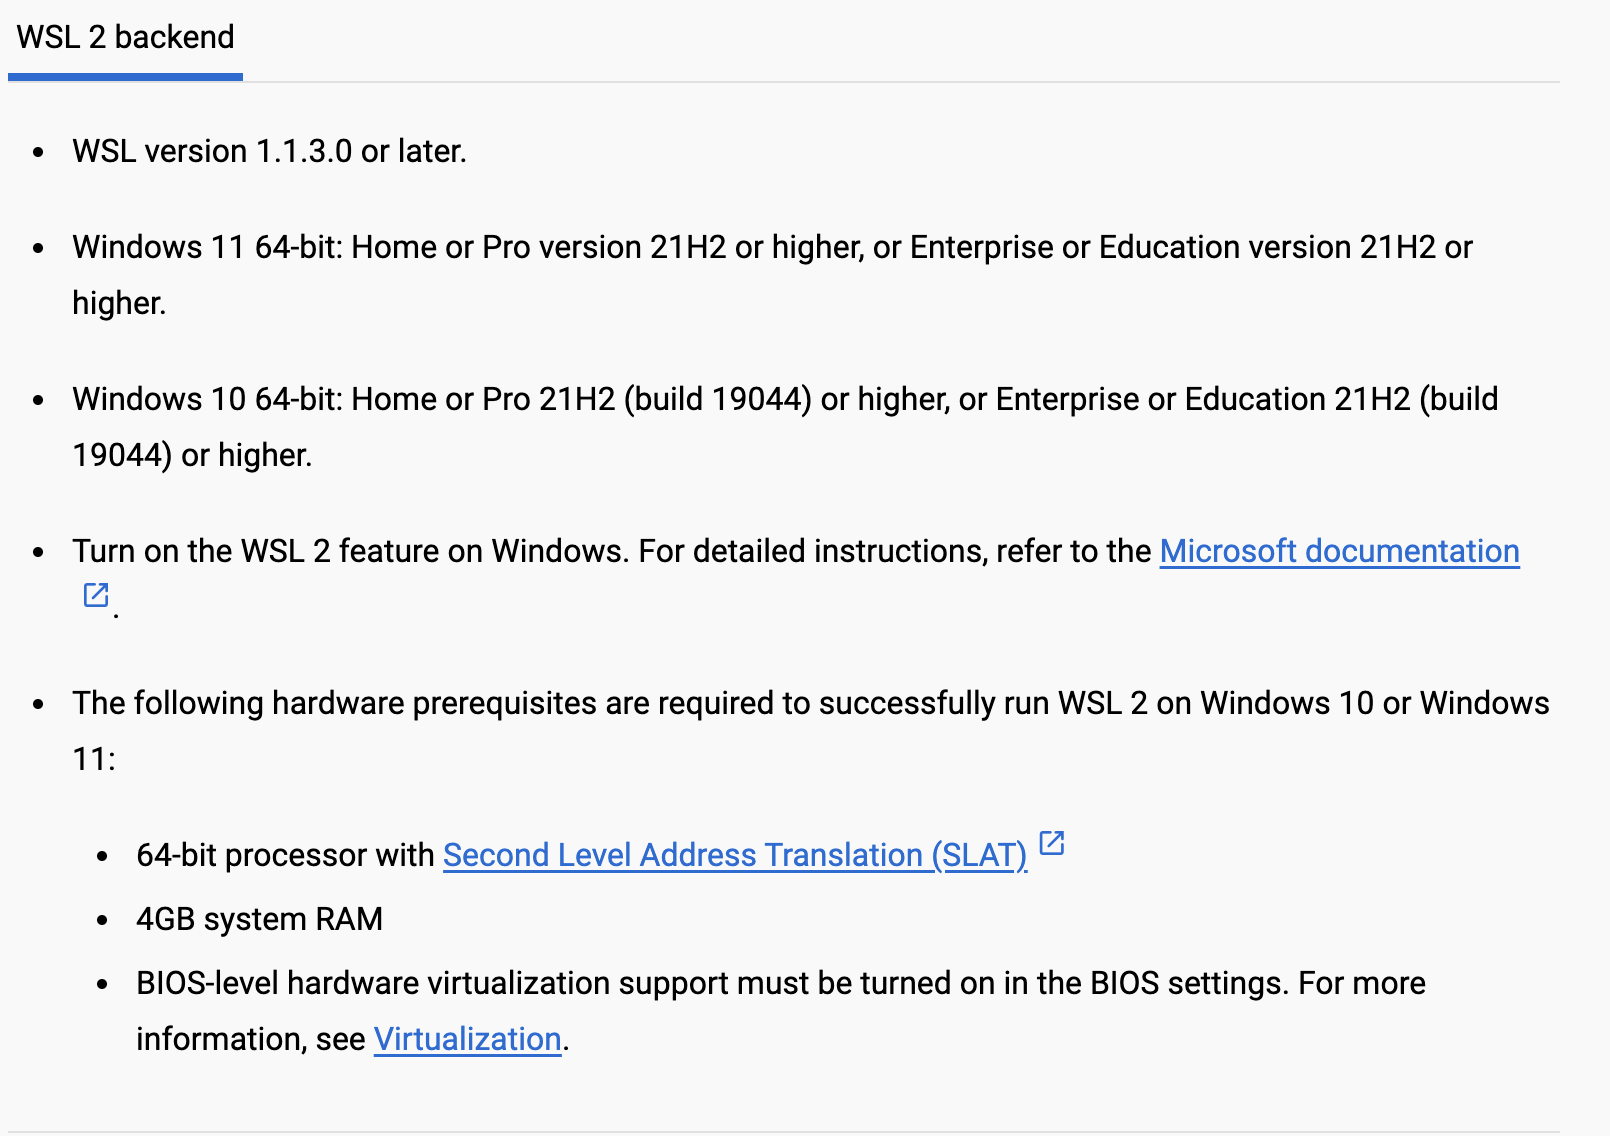 WSL 2 backend
WSL version 1.1.3.0 or later.
Windows 11 64-bit: Home or Pro version 21H2 or higher, or Enterprise or Education version 21H2 or
higher.
Windows 10 64-bit: Home or Pro 21H2 (build 19044) or higher, or Enterprise or Education 21H2 (build
19044) or higher.
Turn on the WSL 2 feature on Windows. For detailed instructions, refer to the Microsoft documentation
.
The following hardware prerequisites are required to successfully run WSL 2 on Windows 10 or Windows
11:
64-bit processor with Second Level Address Translation (SLAT)
4GB system RAM
BIOS-level hardware virtualization support must be turned on in the BIOS settings. For more
information, see Virtualization.